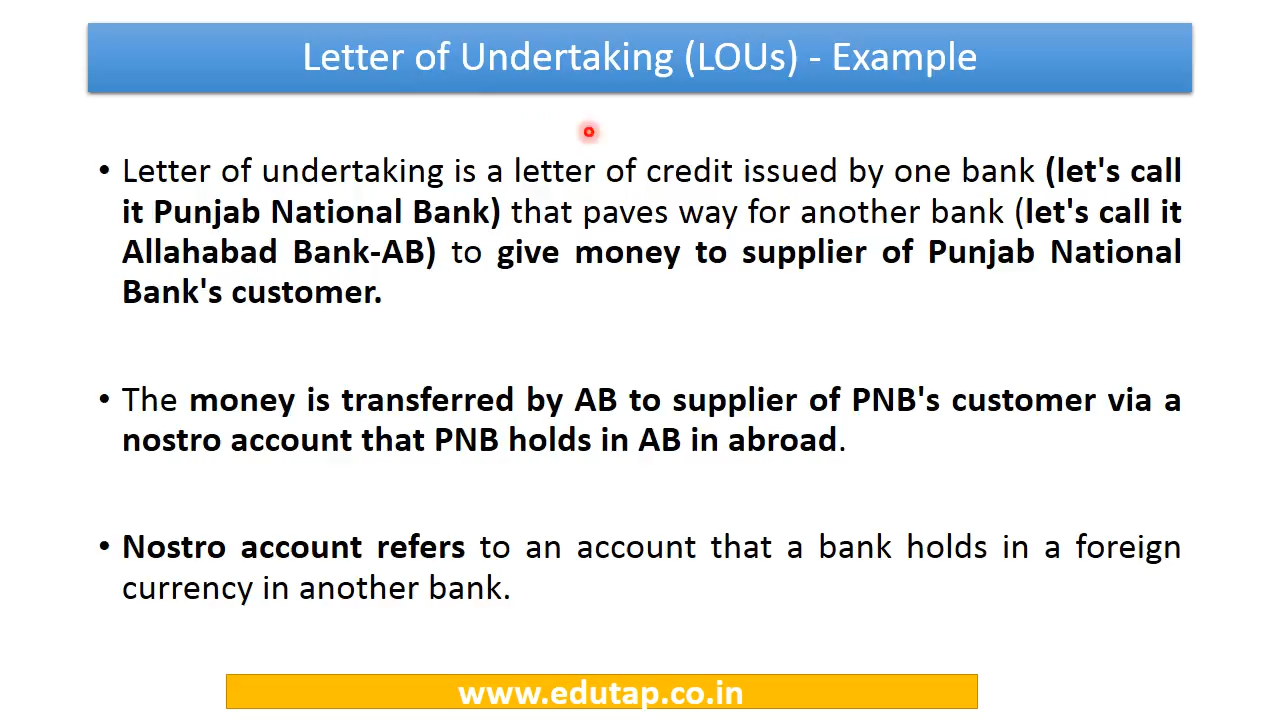 Letter of Undertaking (LOUs) - Example
• Letter of undertaking is a letter of credit issued by one bank (let's call
it Punjab National Bank) that paves way for another bank (let's call it
Allahabad Bank-AB) to give money to supplier of Punjab National
Bank's customer.
• The money is transferred by AB to supplier of PNB's customer via a
nostro account that PNB holds in AB in abroad.
• Nostro account refers to an account that a bank holds in a foreign
currency in another bank.
www.edutap.co.in